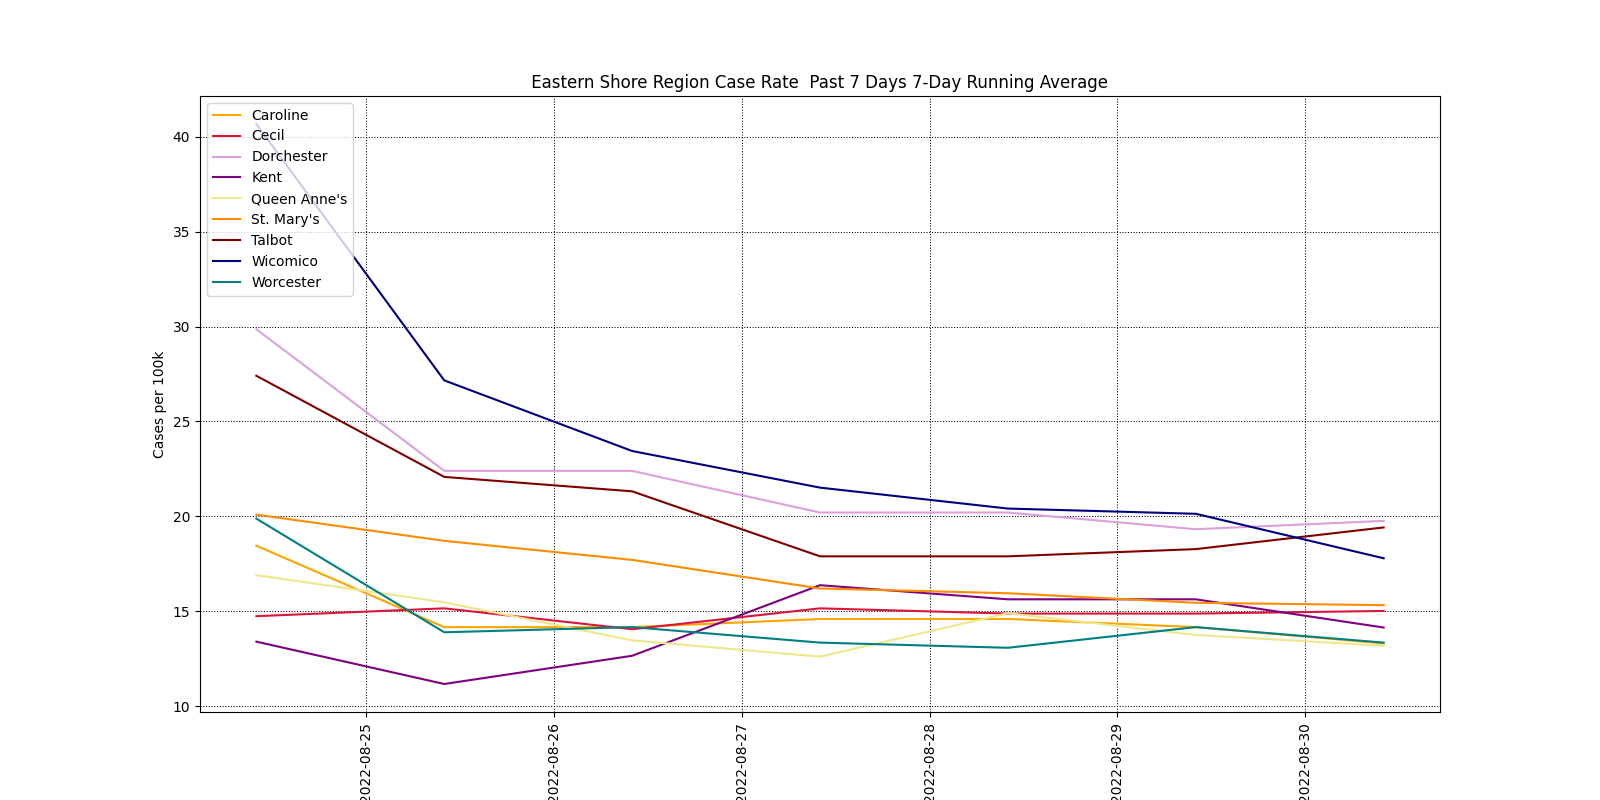 Eastern Shore Region Case Rate  Past 7 Days 7-Day Running Average
Caroline
Cecil
Dorchester
Kent
Queen Anne's
St. Mary's
Talbot
Wicomico
Worcester
40
35
30
25
20
15
10
Cases per 100k
2022-08-25
2022-08-26
2022-08-27
2022-08-28
2022-08-29
2022-08-30